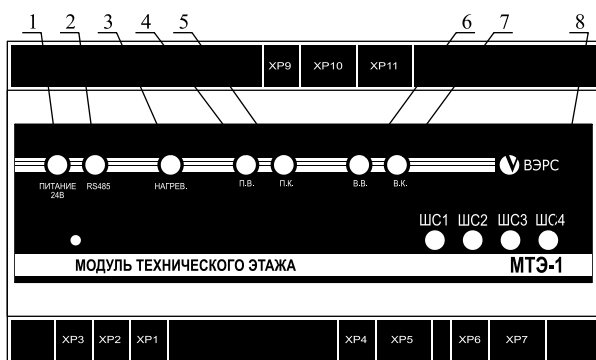 1 2 3 4 5 6 7 8
XP9 XP10 XP11
ВЭРС
ПИТАНИЕ 24В RS485 НАГРЕВ. П.В. П.К. В.В. В.К.
ШС1 ШС2 ШС3 ШС4
МОДУЛЬ ТЕХНИЧЕСКОГО ЭТАЖА МТЭ-1
XP3 XP2 XP1 XP4 XP5 XP6 XP7